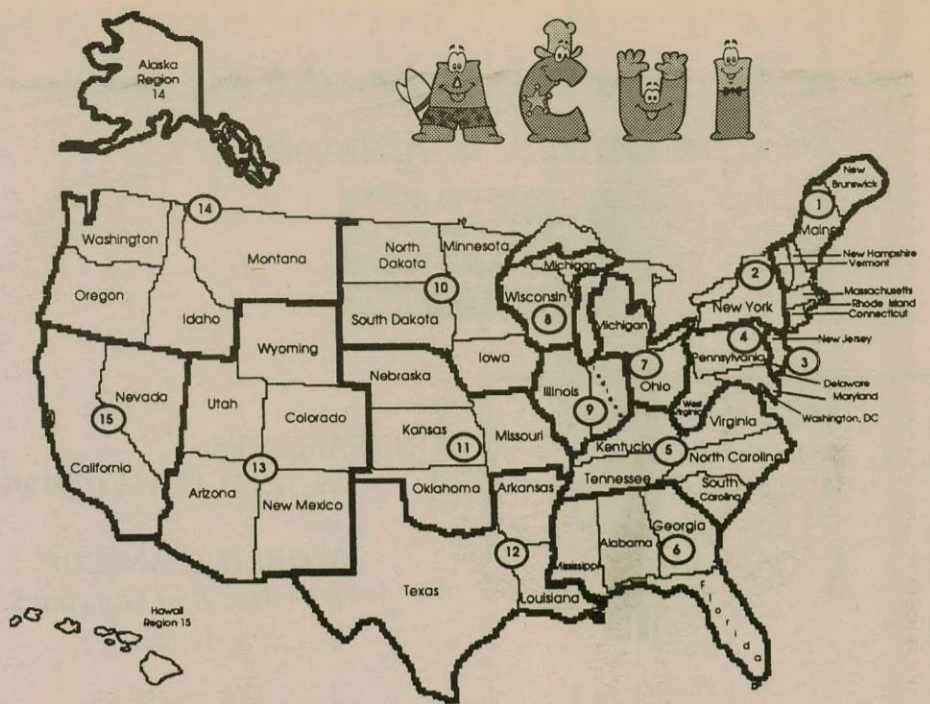 Alaska
Region
14
A C U I
New
Brunswick
1
Maine
14
Washington
Montana
North
Dakota
Minnesota
Michigan
New Hampshire
Vermont
2
Oregon
Idaho
10
South Dakota
Wisconsin
8
Michigan
New York
Massachusetts
Rhode Island
Connecticut
Wyoming
Iowa
7
Ohio
4
Pennsylvania
New Jersey
3
Nevada
Utah
Colorado
Nebraska
Illinois
Delaware
Maryland
West
Virginia
Washington, DC
15
Kansas
11
Missouri
9
Kentucky
Virginia
5
California
13
North Carolina
Arizona
New Mexico
Oklahoma
Arkansas
Tennessee
South
Carolina
12
Mississippi
Alabama
Georgia
6
Texas
Louisiana
Florida
Hawaii
Region 15